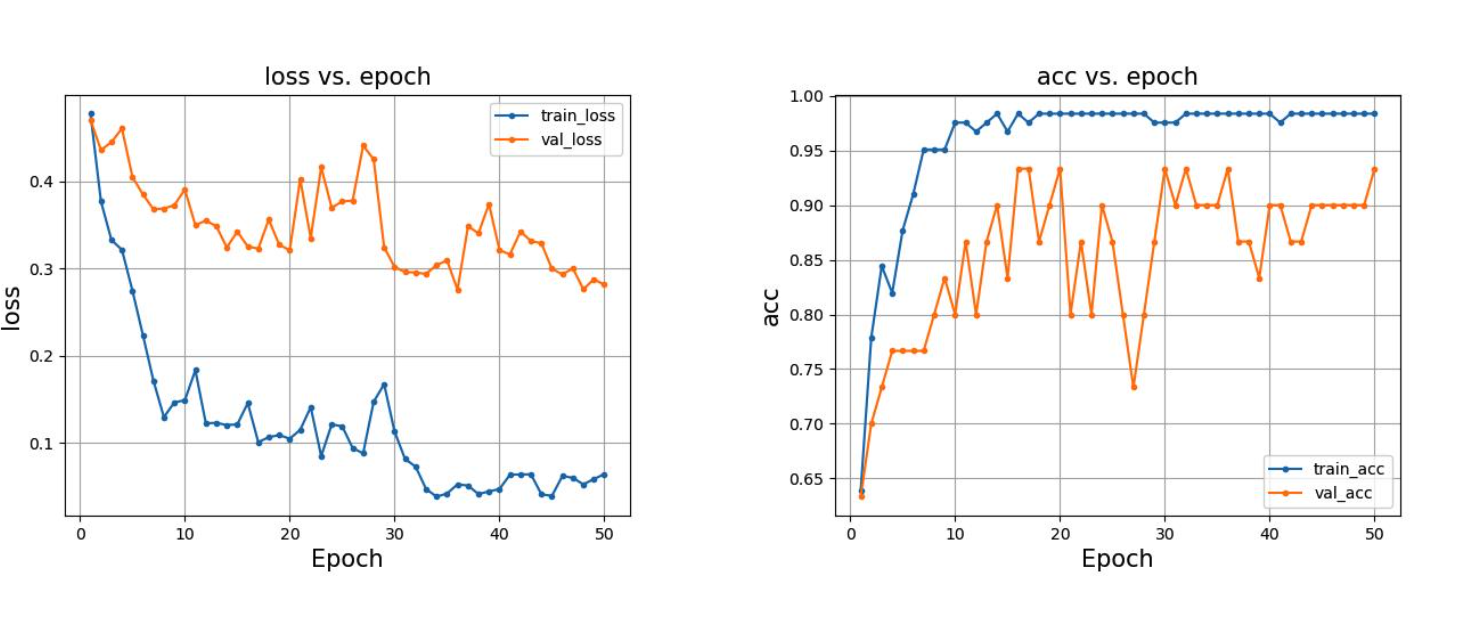 loss vs. epoch
train_loss
val_loss
0.4
0.3
0.2
0.1
loss
0
10
20
30
40
50
Epoch
acc vs. epoch
1.00
0.95
0.90
0.85
0.80
0.75
0.70
0.65
acc
train_acc
val_acc
0
10
20
30
40
50
Epoch